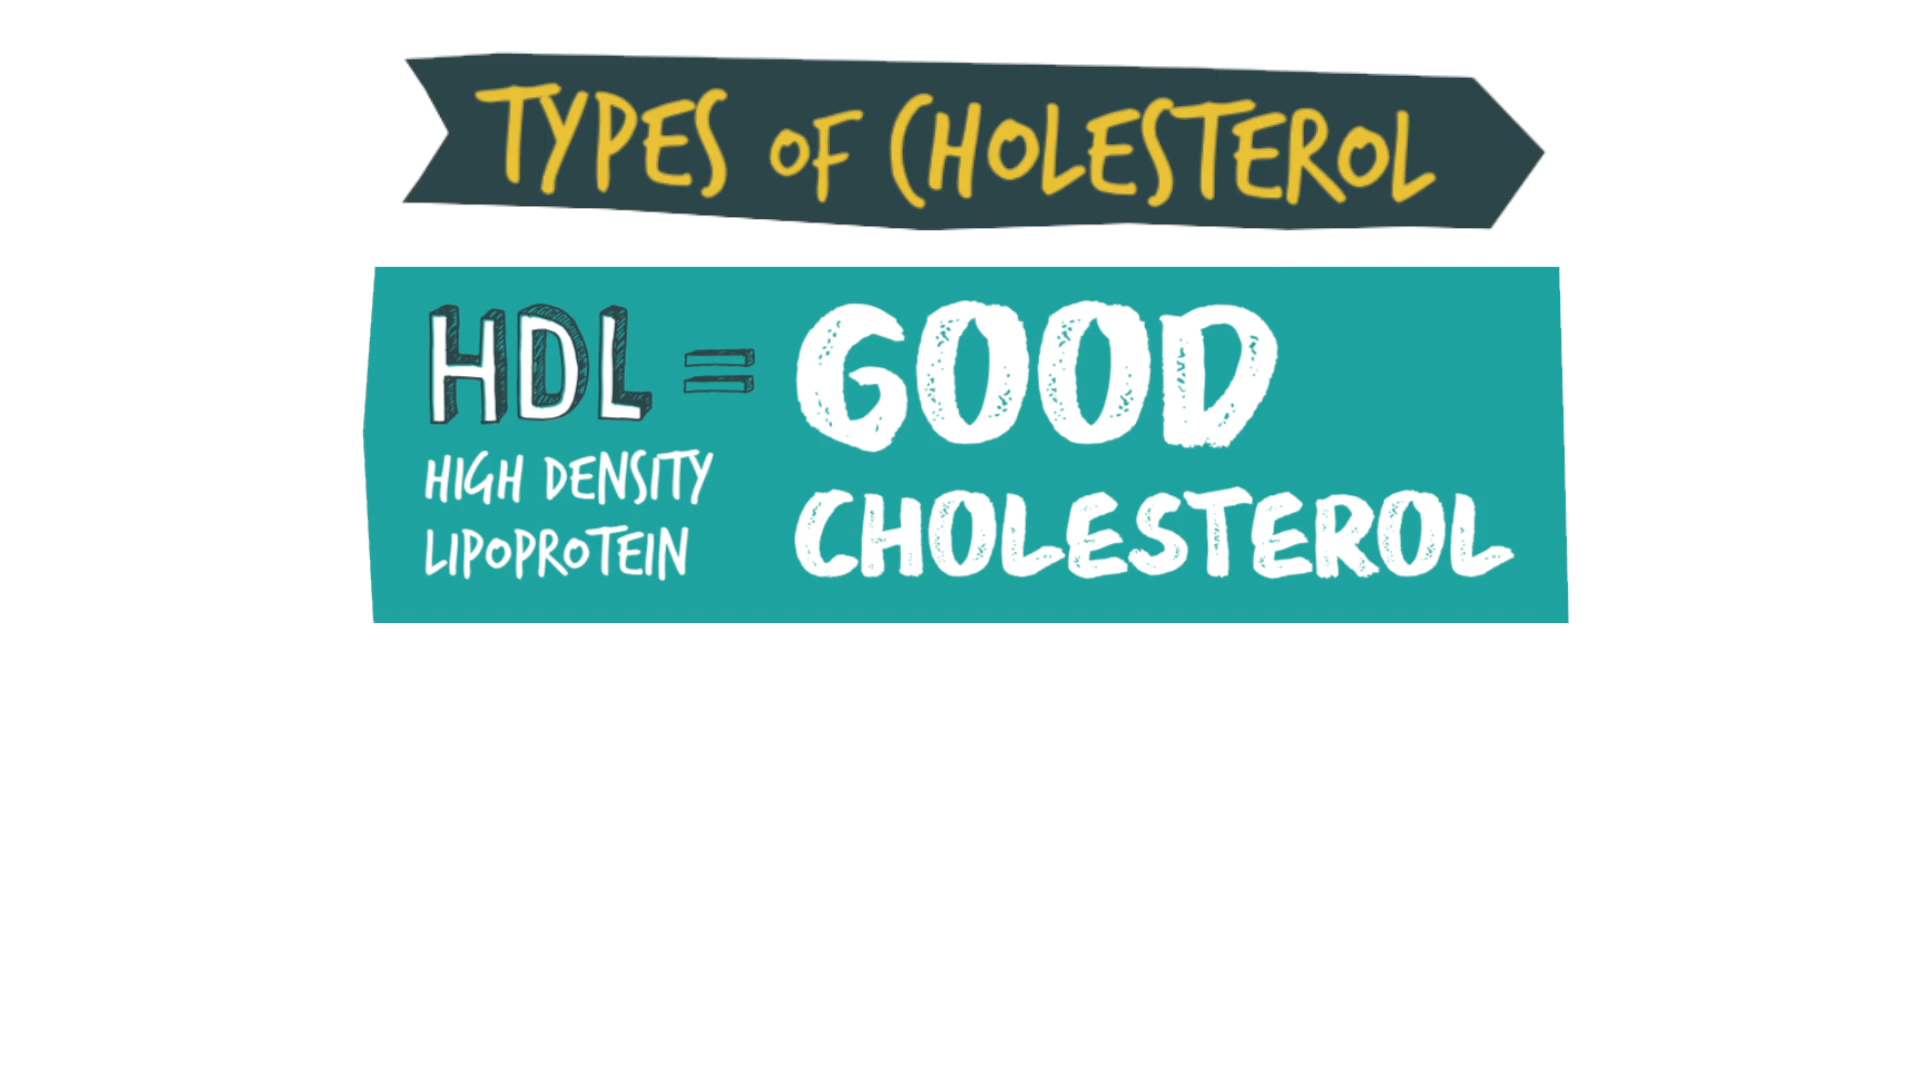 TYPES OF CHOLESTEROL
HDL = GOOD
HIGH DENSITY
LIPOPROTEIN
CHOLESTEROL